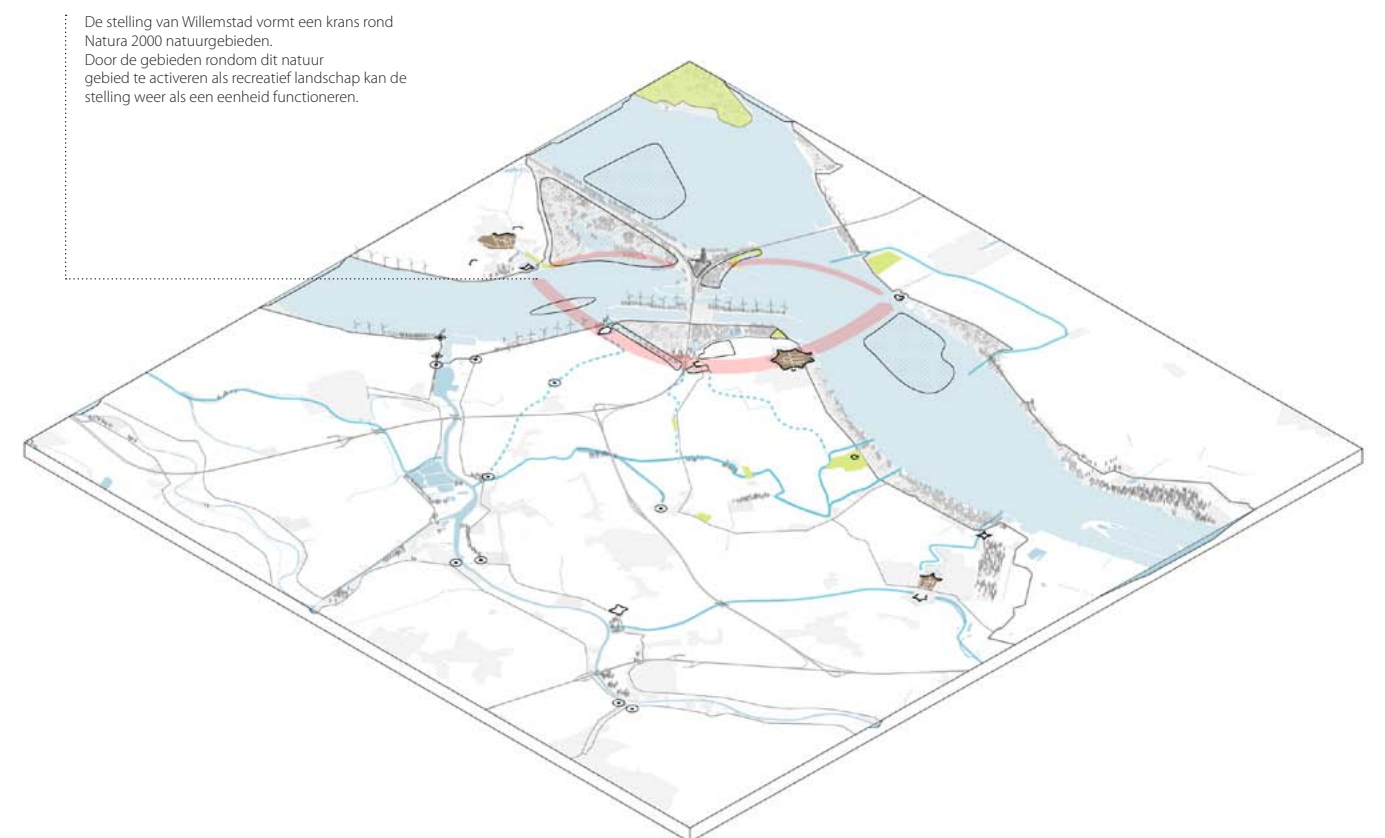 De stelling van Willemstad vormt een krans rond
Natura 2000 natuurgebieden.
Door de gebieden rondom dit natuur
gebied te activeren als recreatief landschap kan de
stelling weer als een eenheid functioneren.